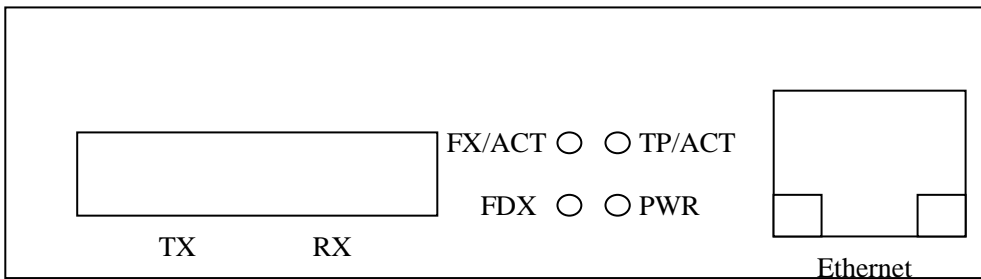 FX/ACT TP/ACT
FDX PWR
TX RX
Ethernet